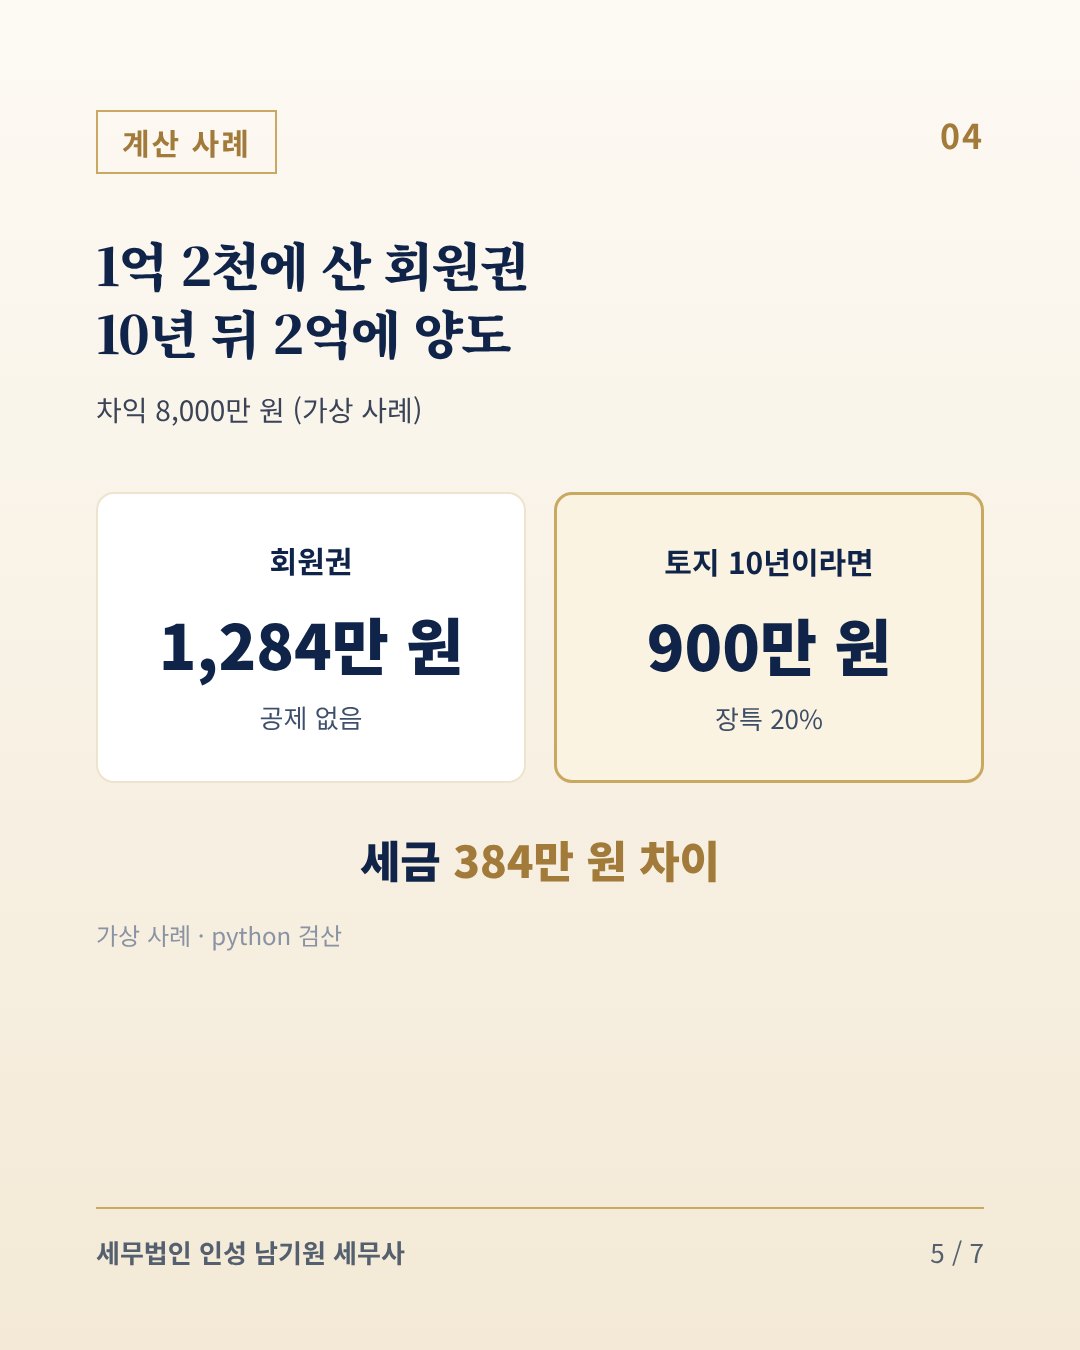 계산 사례
04
1억 2천에 산 회원권
10년 뒤 2억에 양도
차익 8,000만 원 (가상 사례)
회원권
1,284만 원
공제 없음
토지 10년이라면
900만 원
장특 20%
세금 384만 원 차이
가상 사례 · python 검산
세무법인 인성 남기원 세무사
5 / 7